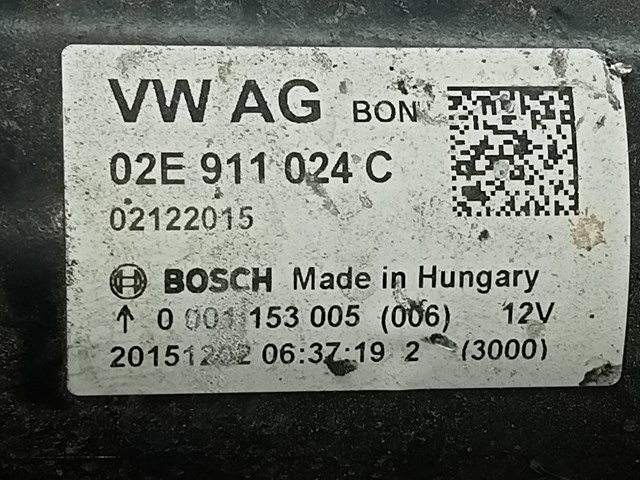 VW AG BON
02E 911 024 C
02122015
BOSCH Made in Hungary
↑ 0 001 153 005 (006) 12V
20151202 06:37:19 2 (3000)